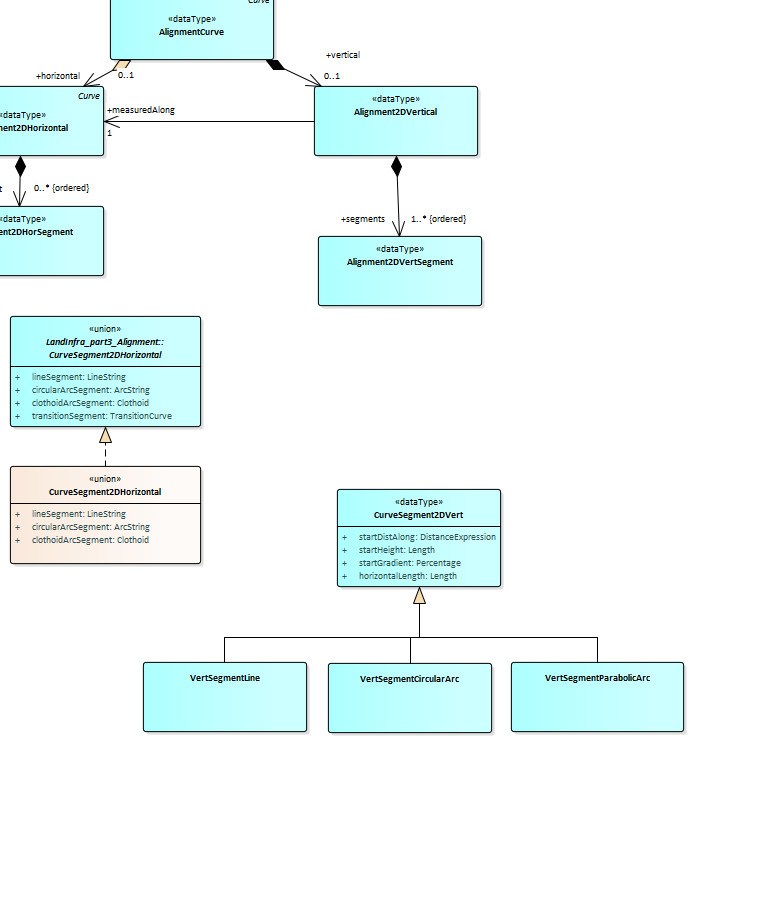 Curve
«dataType»
AlignmentCurve
+vertical
+horizontal
0..1
0..1
Curve
«dataType»
ment2DHorizontal
+measuredAlong
1
«dataType»
Alignment2DVertical
t
0..* {ordered}
+segments
1..* {ordered}
«dataType»
ent2DHorSegment
«dataType»
Alignment2DVertSegment
«union»
LandInfra_part3_Alignment::
CurveSegment2DHorizontal
+ lineSegment: LineString
+ circularArcSegment: ArcString
+ clothoidArcSegment: Clothoid
+ transitionSegment: TransitionCurve
«union»
CurveSegment2DHorizontal
+ lineSegment: LineString
+ circularArcSegment: ArcString
+ clothoidArcSegment: Clothoid
«dataType»
CurveSegment2DVert
+ startDistAlong: DistanceExpression
+ startHeight: Length
+ startGradient: Percentage
+ horizontalLength: Length
VertSegmentLine
VertSegmentCircularArc
VertSegmentParabolicArc